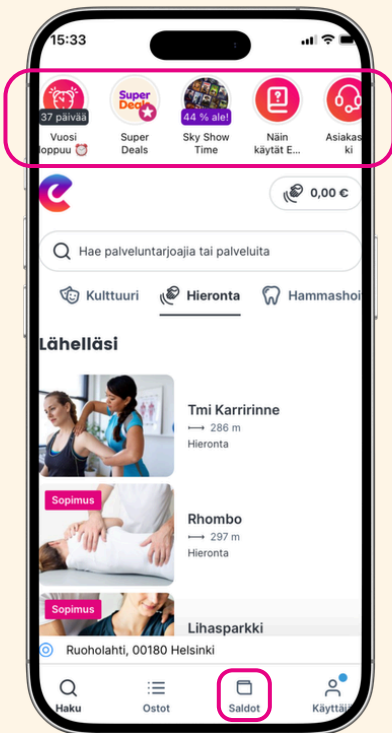 15:33
37 päivää
Super
Deals
44 % ale!
Vuosi
loppuu
Super
Deals
Sky Show
Time
Näin
käytät E...
Asiakas
ki
0,00 €
Hae palveluntarjoajia tai palveluita
Kulttuuri
Hieronta
Hammashoi
Lähelläsi
Tmi Karririnne
286 m
Hieronta
Sopimus
Rhombo
297 m
Hieronta
Sopimus
Lihasparkki
Ruoholahti, 00180 Helsinki
Haku
Ostot
Saldot
Käyttäjä